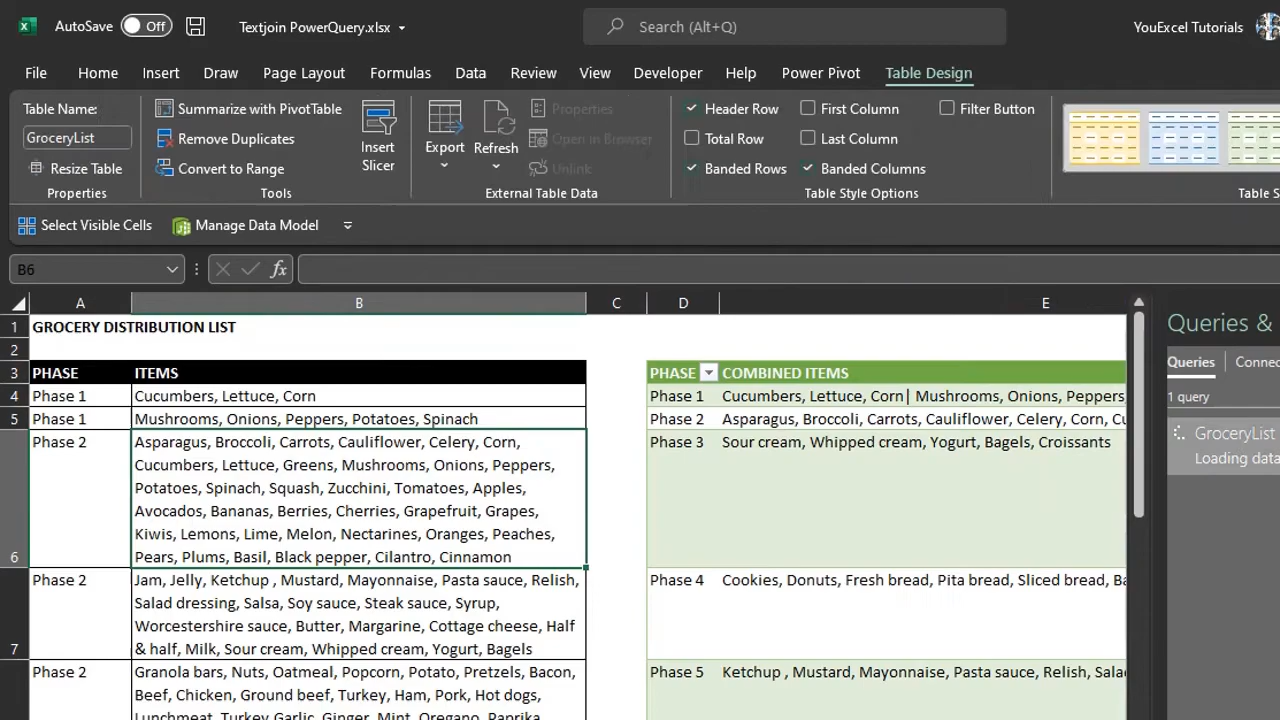 AutoSave Off Textjoin PowerQuery.xlsx Search (Alt+Q) YouExcel Tutorials
File Home Insert Draw Page Layout Formulas Data Review View Developer Help Power Pivot Table Design
Table Name:
GroceryList
Resize Table
Properties
Summarize with PivotTable
Remove Duplicates
Convert to Range
Tools
Insert
Slicer
Export
Refresh
Properties
Open in Browser
Unlink
External Table Data
Header Row
Total Row
Banded Rows
First Column
Last Column
Banded Columns
Filter Button
Table Style Options
Table S
Select Visible Cells Manage Data Model
B6 fx
A B C D E
1 GROCERY DISTRIBUTION LIST
2
3 PHASE ITEMS
4 Phase 1 Cucumbers, Lettuce, Corn
5 Phase 1 Mushrooms, Onions, Peppers, Potatoes, Spinach
Phase 2 Asparagus, Broccoli, Carrots, Cauliflower, Celery, Corn,
Cucumbers, Lettuce, Greens, Mushrooms, Onions, Peppers,
Potatoes, Spinach, Squash, Zucchini, Tomatoes, Apples,
Avocados, Bananas, Berries, Cherries, Grapefruit, Grapes,
Kiwis, Lemons, Lime, Melon, Nectarines, Oranges, Peaches,
6 Pears, Plums, Basil, Black pepper, Cilantro, Cinnamon
Phase 2 Jam, Jelly, Ketchup , Mustard, Mayonnaise, Pasta sauce, Relish,
Salad dressing, Salsa, Soy sauce, Steak sauce, Syrup,
Worcestershire sauce, Butter, Margarine, Cottage cheese, Half
7 & half, Milk, Sour cream, Whipped cream, Yogurt, Bagels
Phase 2 Granola bars, Nuts, Oatmeal, Popcorn, Potato, Pretzels, Bacon,
Beef, Chicken, Ground beef, Turkey, Ham, Pork, Hot dogs,
Lunchmeat, Turkey Garlic, Ginger, Mint, Oregano, Paprika
PHASE COMBINED ITEMS
Phase 1 Cucumbers, Lettuce, Corn| Mushrooms, Onions, Peppers,
Phase 2 Asparagus, Broccoli, Carrots, Cauliflower, Celery, Corn, Cu
Phase 3 Sour cream, Whipped cream, Yogurt, Bagels, Croissants
Phase 4 Cookies, Donuts, Fresh bread, Pita bread, Sliced bread, Ba
Phase 5 Ketchup , Mustard, Mayonnaise, Pasta sauce, Relish, Sala
Queries &
Queries Connec
1 query
GroceryList
Loading data